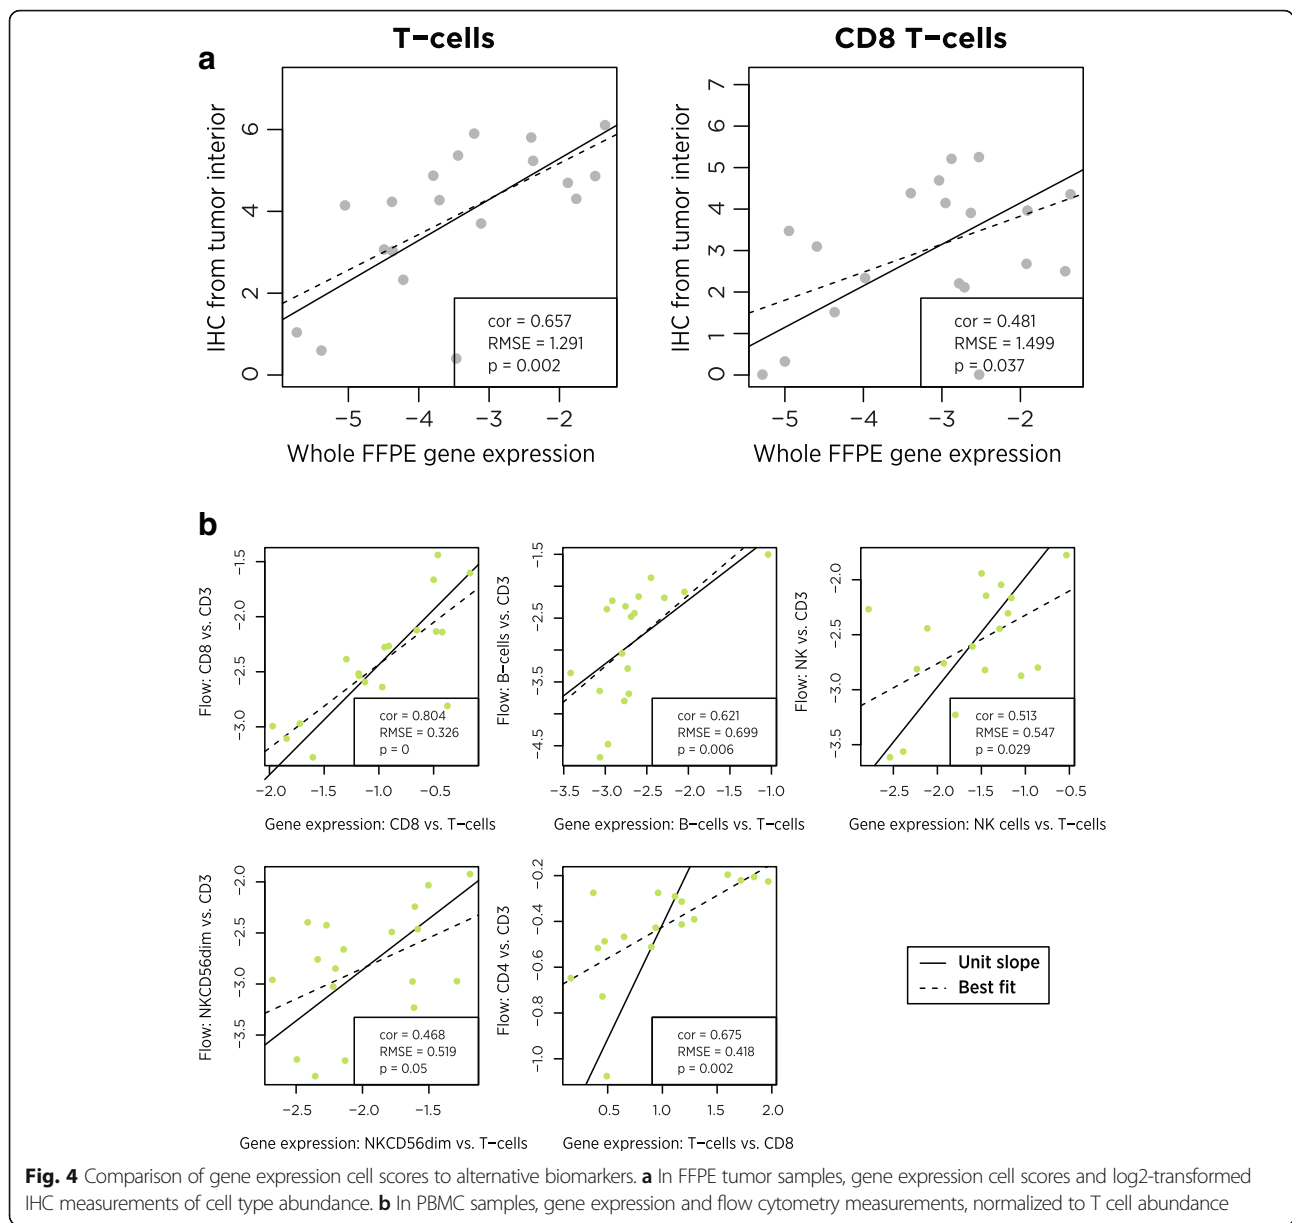 T-cells
CD8 T-cells
a
IHC from tumor interior
0
2
4
6
−5
−4
−3
−2
Whole FFPE gene expression
cor = 0.657
RMSE = 1.291
p = 0.002
IHC from tumor interior
0
1
2
3
4
5
6
7
−5
−4
−3
−2
Whole FFPE gene expression
cor = 0.481
RMSE = 1.499
p = 0.037
b
Flow: CD8 vs. CD3
−1.5
−2.0
−2.5
−3.0
−2.0
−1.5
−1.0
−0.5
Gene expression: CD8 vs. T-cells
cor = 0.804
RMSE = 0.326
p = 0
Flow: B-cells vs. CD3
−1.5
−2.5
−3.5
−4.5
−3.5
−3.0
−2.5
−2.0
−1.5
−1.0
Gene expression: B-cells vs. T-cells
cor = 0.621
RMSE = 0.699
p = 0.006
Flow: NK vs. CD3
−2.0
−2.5
−3.0
−3.5
−2.5
−2.0
−1.5
−1.0
−0.5
Gene expression: NK cells vs. T-cells
cor = 0.513
RMSE = 0.547
p = 0.029
Flow: NKCD56dim vs. CD3
−2.0
−2.5
−3.0
−3.5
−2.5
−2.0
−1.5
Gene expression: NKCD56dim vs. T-cells
cor = 0.468
RMSE = 0.519
p = 0.05
Flow: CD4 vs. CD3
−0.2
−0.4
−0.6
−0.8
−1.0
0.5
1.0
1.5
2.0
Gene expression: T-cells vs. CD8
cor = 0.675
RMSE = 0.418
p = 0.002
Unit slope
Best fit
Fig. 4 Comparison of gene expression cell scores to alternative biomarkers. a In FFPE tumor samples, gene expression cell scores and log2-transformed
IHC measurements of cell type abundance. b In PBMC samples, gene expression and flow cytometry measurements, normalized to T cell abundance